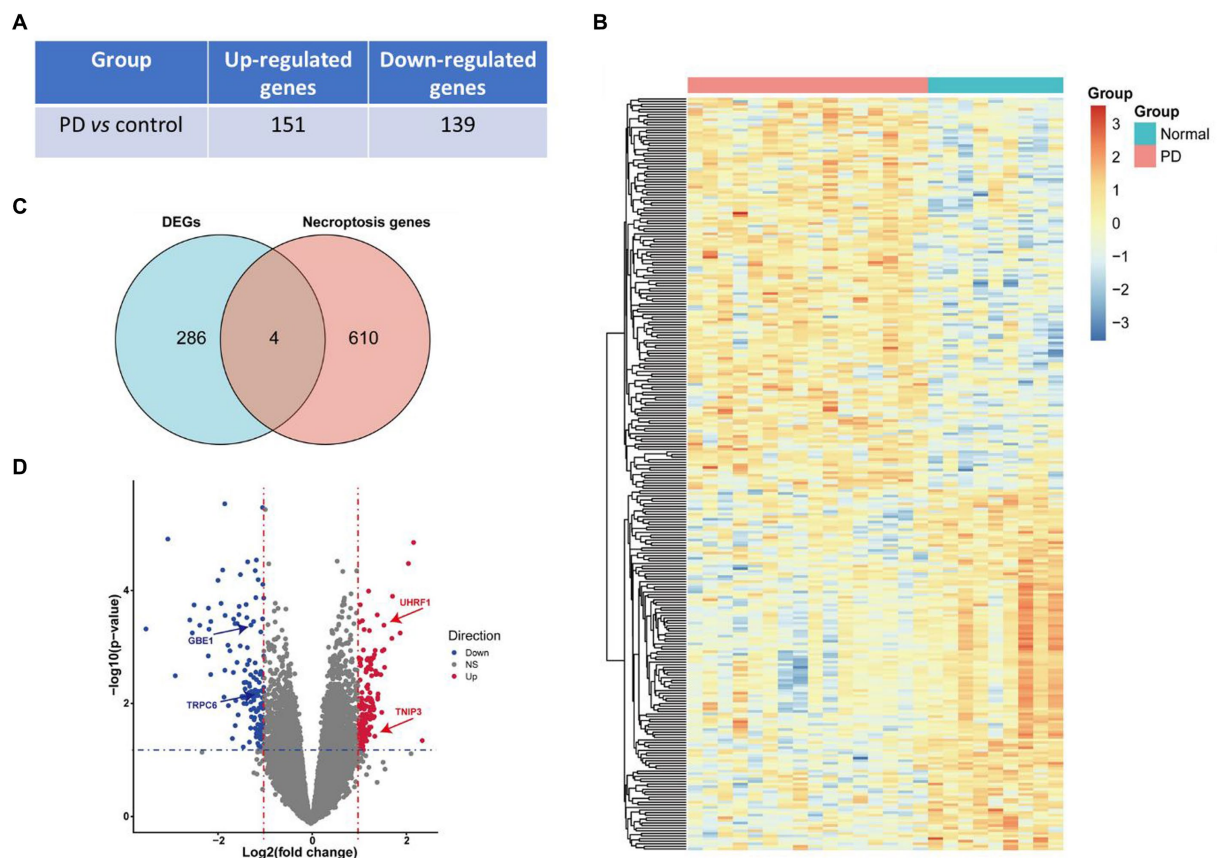 A
Group
Up-regulated
genes
Down-regulated
genes
PD vs control
151
139
B
Group
3
2
1
0
−1
−2
−3
Group
Normal
PD
C
DEGs
Necroptosis genes
286
4
610
D
−log10(p−value)
4
2
0
−2
0
2
Log2(fold change)
GBE1
TRPC6
UHRF1
TNIP3
Direction
Down
NS
Up